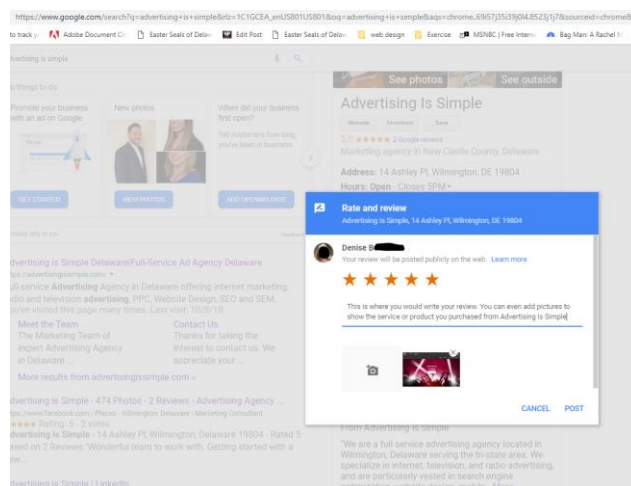 https://www.google.com/search?q=advertising+is+simple&rlz=1C1GCEA_enUS801US801&oq=advertising+is+simple&aqs=chrome..69i57j35i39j0l4.8523j1j7&sourceid=chrome&
to track y
Adobe Document C
Easter Seals of Dela
Edit Post
Easter Seals of Dela
web design
Exercise
MSNBC | Free Interne
Bag Man: A Rachel M
dvertising is simple
things to do
Promote your business
with an ad on Google
GET STARTED
New photos
VIEW PHOTOS
When did your business
first open?
Tell customers how long
you've been in business
ADD OPENING DATE
See photos
See outside
Advertising Is Simple
Website
Directions
Save
5.0 ★★★★★ 2 Google reviews
Marketing agency in New Castle County, Delaware
Address: 14 Ashley Pl, Wilmington, DE 19804
Hours: Open · Closes 5PM
Rate and review
Advertising Is Simple, 14 Ashley Pl, Wilmington, DE 19804
Denise B
Your review will be posted publicly on the web. Learn more
This is where you would write your review. You can even add pictures to
show the service or product you purchased from Advertising is Simple
CANCEL
POST
dvertising is Simple Delaware|Full-Service Ad Agency Delaware
https://advertisingissimple.com/
ull-service Advertising Agency in Delaware offering internet marketing,
dio and television advertising, PPC, Website Design, SEO and SEM.
ou've visited this page many times. Last visit: 10/8/18
Meet the Team
The Marketing Team of
expert Advertising Agency
in Delaware ...
Contact Us
Thanks for taking the
interest to contact us. We
appreciate your ...
More results from advertisingissimple.com »
dvertising is Simple - 474 Photos - 2 Reviews - Advertising Agency ...
https://www.facebook.com › Places › Wilmington, Delaware › Marketing Consultant
★★★★ Rating: 5 - 2 votes
dvertising is Simple - 14 Ashley Pl, Wilmington, Delaware 19804 - Rated 5
ased on 2 Reviews "Wonderful team to work with. Getting started with a
ew...
dvertising is Simple | LinkedIn
From Advertising Is Simple
"We are a full service advertising agency located in
Wilmington, Delaware serving the tri-state area. We
specialize in internet, television, and radio advertising,
and are particularly vested in search engine